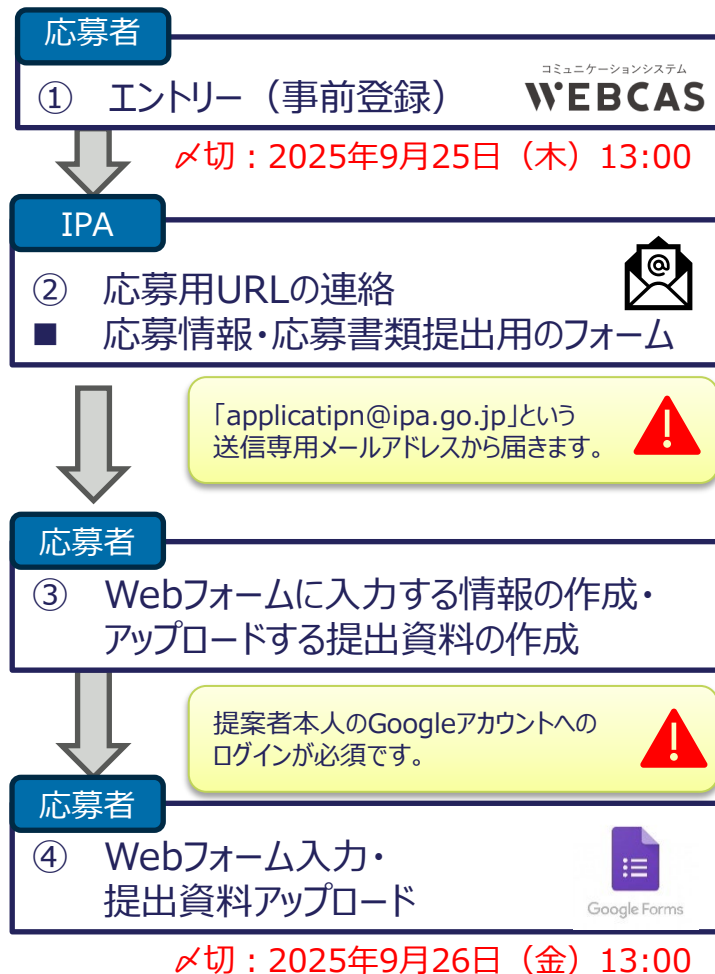 応募者
① エントリー（事前登録）
コミュニケーションシステム
WEBCAS
〆切：2025年9月25日（木）13:00
IPA
② 応募用URLの連絡
■ 応募情報・応募書類提出用のフォーム
「applicatipn@ipa.go.jp」という
送信専用メールアドレスから届きます。
応募者
③ Webフォームに入力する情報の作成・
アップロードする提出資料の作成
提案者本人のGoogleアカウントへの
ログインが必須です。
応募者
④ Webフォーム入力・
提出資料アップロード
Google Forms
〆切：2025年9月26日（金）13:00